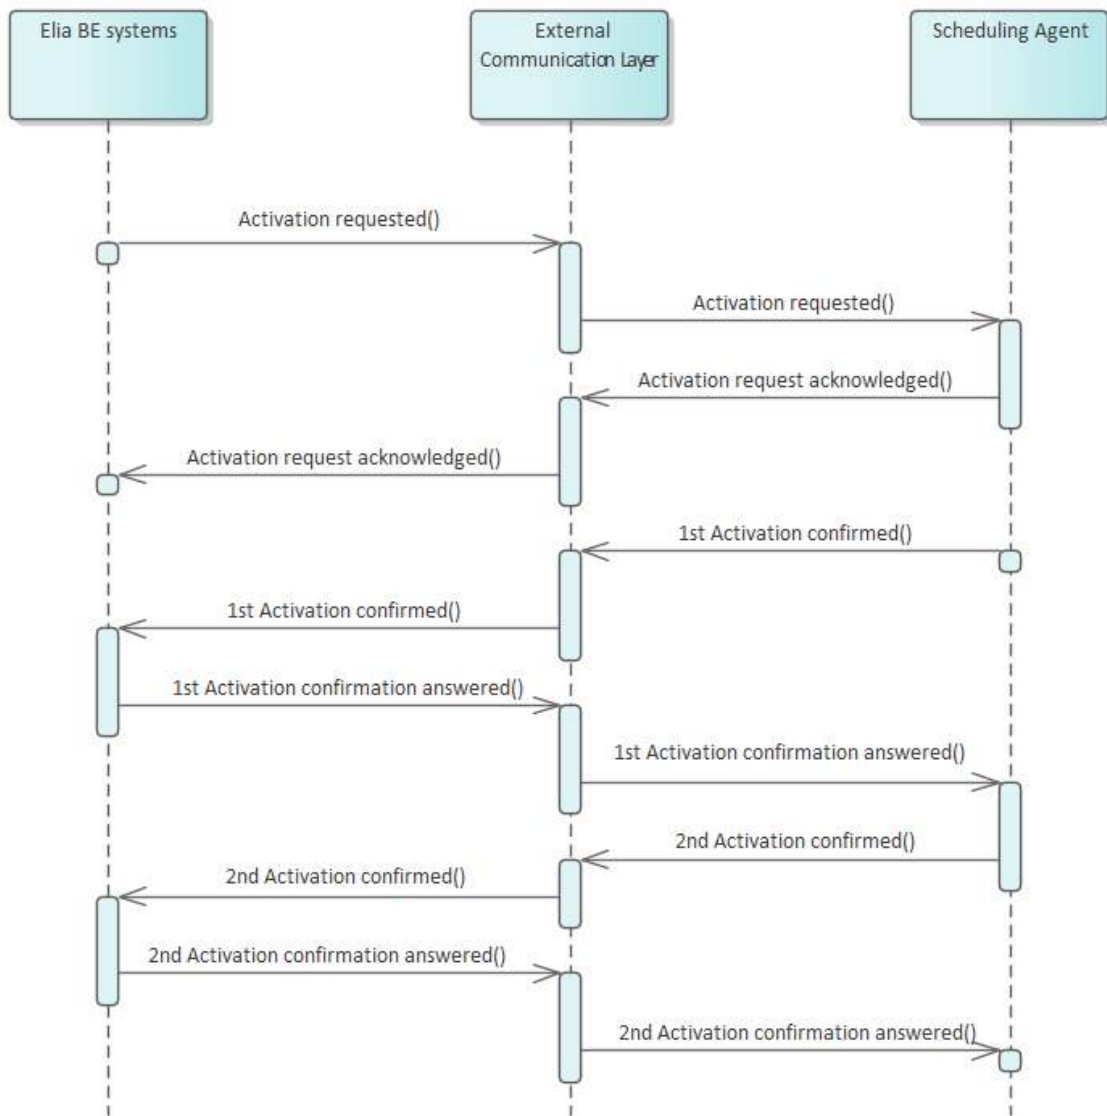 Elia BE systems
External
Communication Layer
Scheduling Agent
Activation requested()
Activation requested()
Activation request acknowledged()
Activation request acknowledged()
1st Activation confirmed()
1st Activation confirmed()
1st Activation confirmation answered()
1st Activation confirmation answered()
2nd Activation confirmed()
2nd Activation confirmed()
2nd Activation confirmation answered()
2nd Activation confirmation answered()